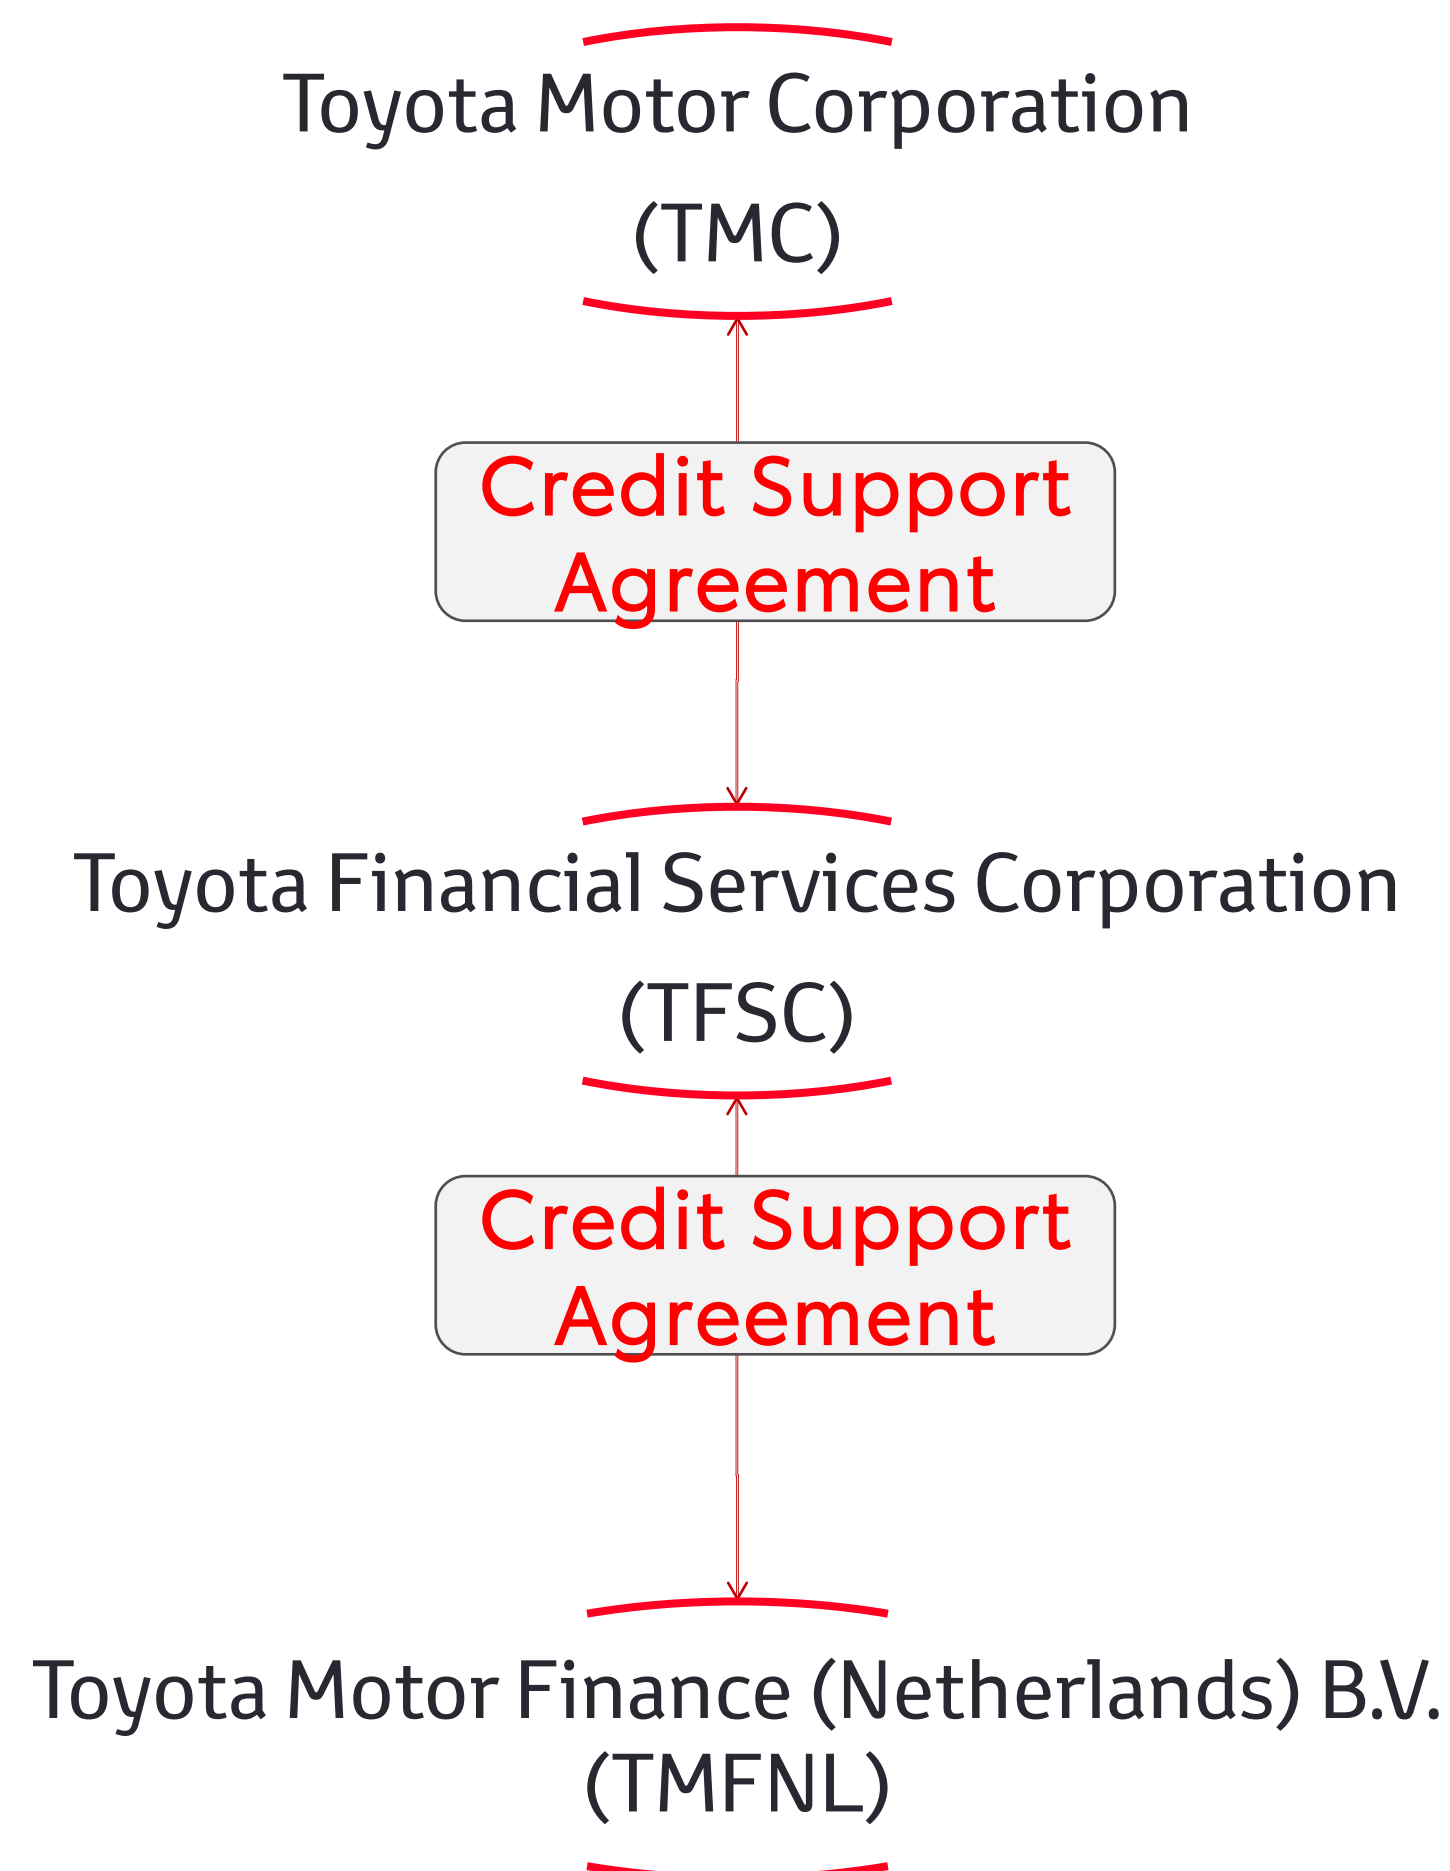 Toyota Motor Corporation
(TMC)
Credit Support
Agreement
Toyota Financial Services Corporation
(TFSC)
Credit Support
Agreement
Toyota Motor Finance (Netherlands) B.V.
(TMFNL)